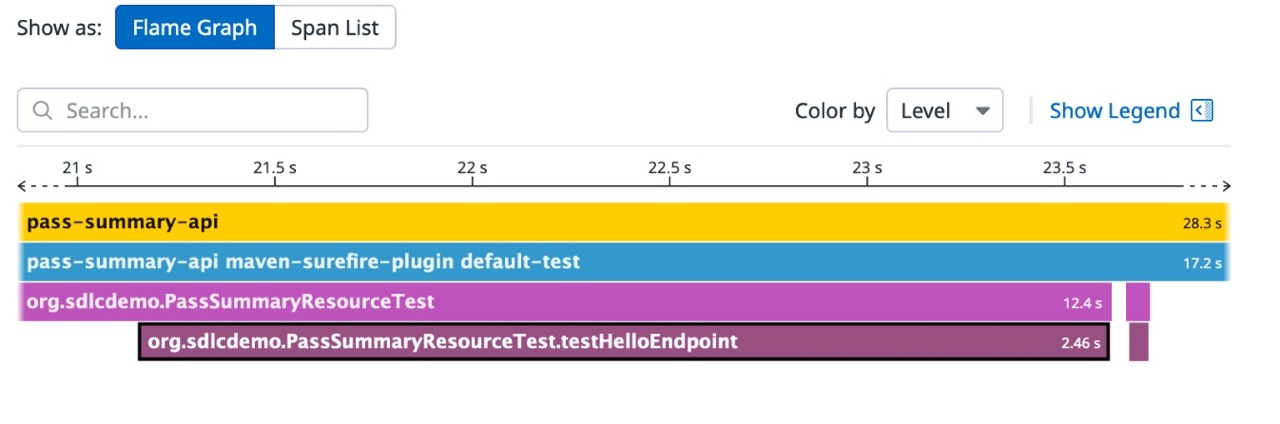 Show as: Flame Graph Span List
Search... Color by Level Show Legend
21 s 21.5 s 22 s 22.5 s 23 s 23.5 s
pass-summary-api 28.3 s
pass-summary-api maven-surefire-plugin default-test 17.2 s
org.sdlcdemo.PassSummaryResourceTest 12.4 s
org.sdlcdemo.PassSummaryResourceTest.testHelloEndpoint 2.46 s